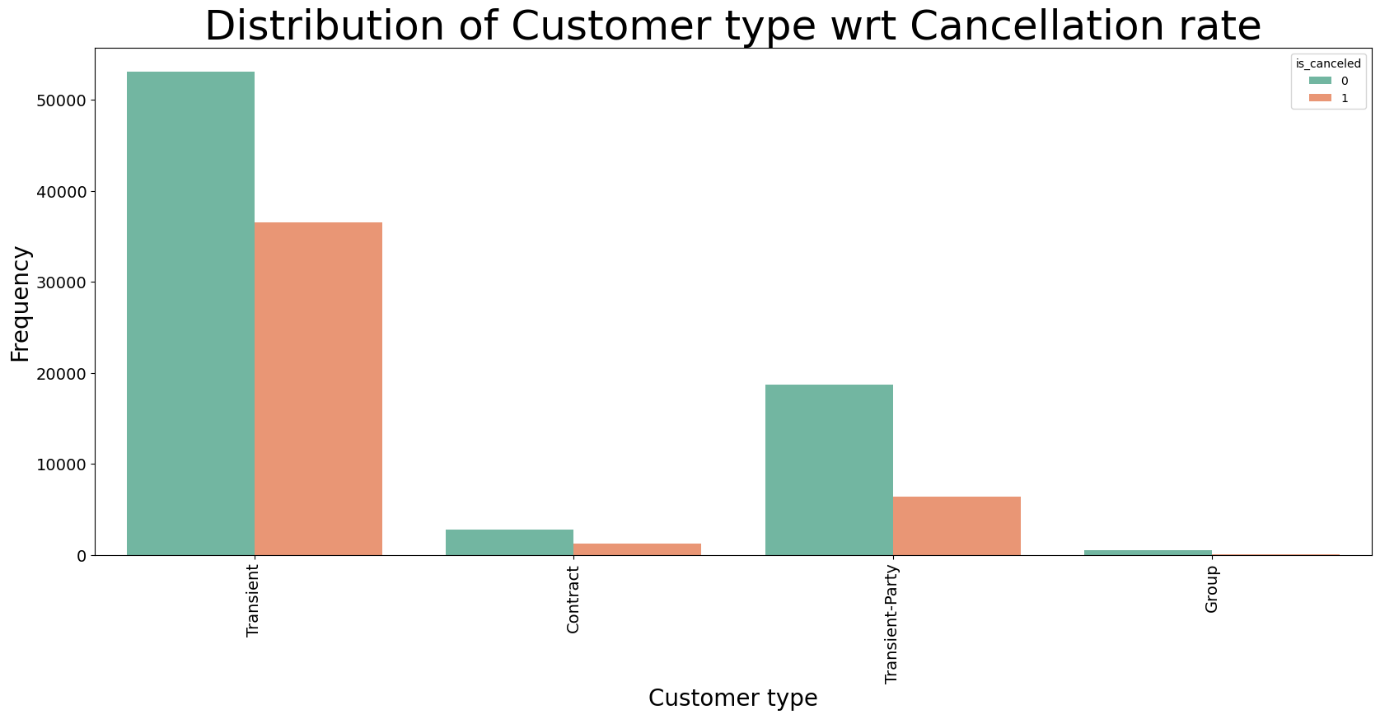 Distribution of Customer type wrt Cancellation rate
is_canceled
0
1
Frequency
50000
40000
30000
20000
10000
0
Transient
Contract
Transient-Party
Group
Customer type